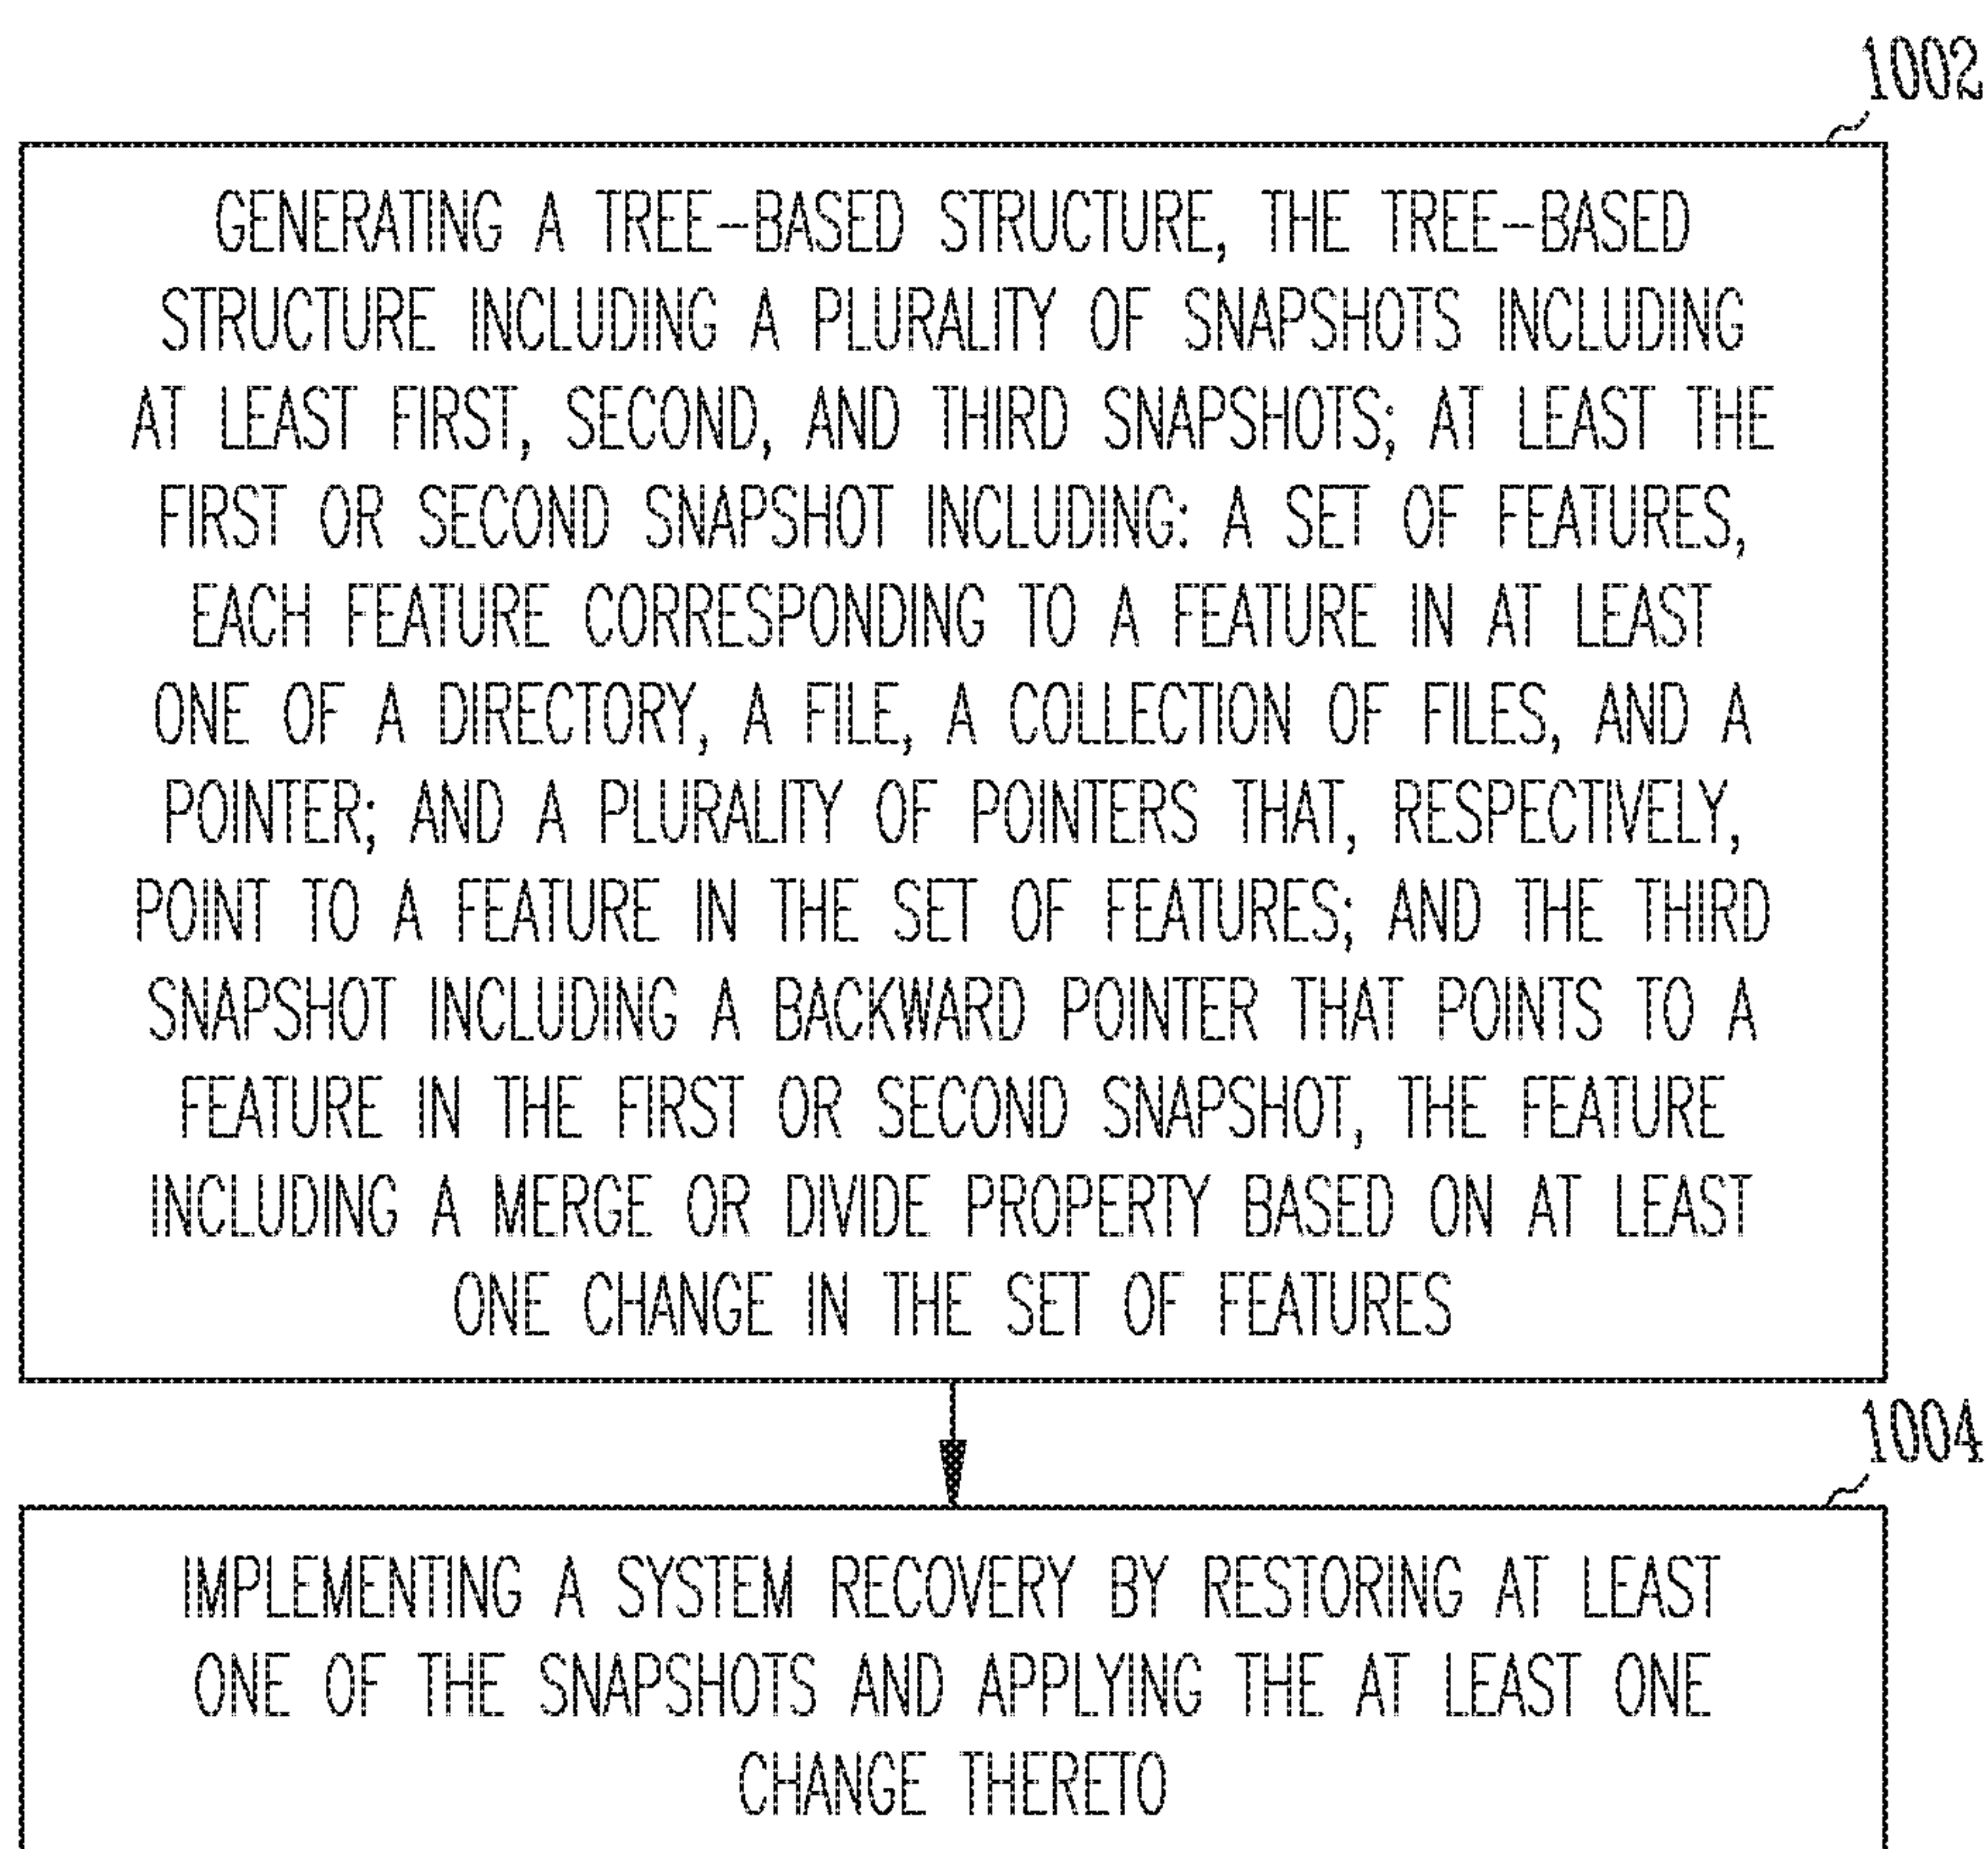 1002
GENERATING A TREE-BASED STRUCTURE, THE TREE-BASED
STRUCTURE INCLUDING A PLURALITY OF SNAPSHOTS INCLUDING
AT LEAST FIRST, SECOND, AND THIRD SNAPSHOTS; AT LEAST THE
FIRST OR SECOND SNAPSHOT INCLUDING: A SET OF FEATURES,
EACH FEATURE CORRESPONDING TO A FEATURE IN AT LEAST
ONE OF A DIRECTORY, A FILE, A COLLECTION OF FILES, AND A
POINTER; AND A PLURALITY OF POINTERS THAT, RESPECTIVELY,
POINT TO A FEATURE IN THE SET OF FEATURES; AND THE THIRD
SNAPSHOT INCLUDING A BACKWARD POINTER THAT POINTS TO A
FEATURE IN THE FIRST OR SECOND SNAPSHOT, THE FEATURE
INCLUDING A MERGE OR DIVIDE PROPERTY BASED ON AT LEAST
ONE CHANGE IN THE SET OF FEATURES
1004
IMPLEMENTING A SYSTEM RECOVERY BY RESTORING AT LEAST
ONE OF THE SNAPSHOTS AND APPLYING THE AT LEAST ONE
CHANGE THERETO